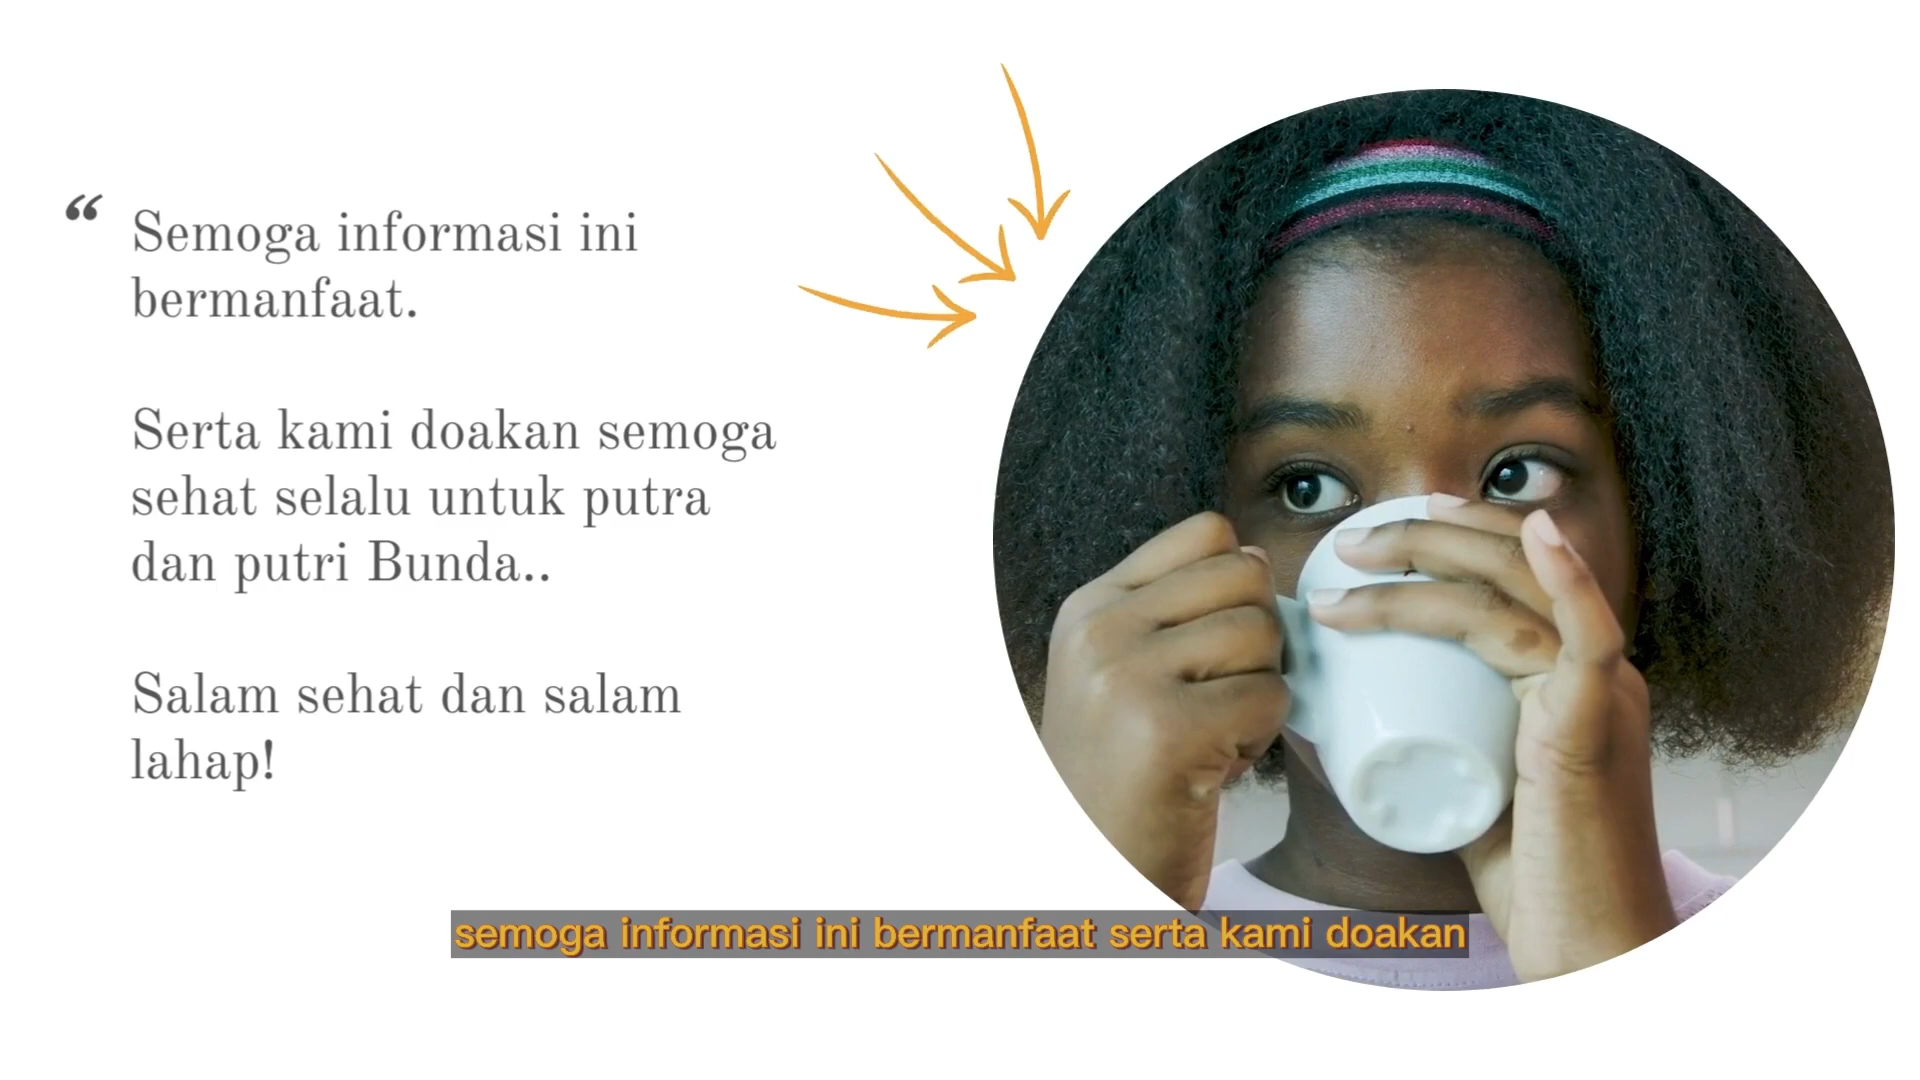 “ Semoga informasi ini
bermanfaat.
Serta kami doakan semoga
sehat selalu untuk putra
dan putri Bunda..
Salam sehat dan salam
lahap!
semoga informasi ini bermanfaat serta kami doakan